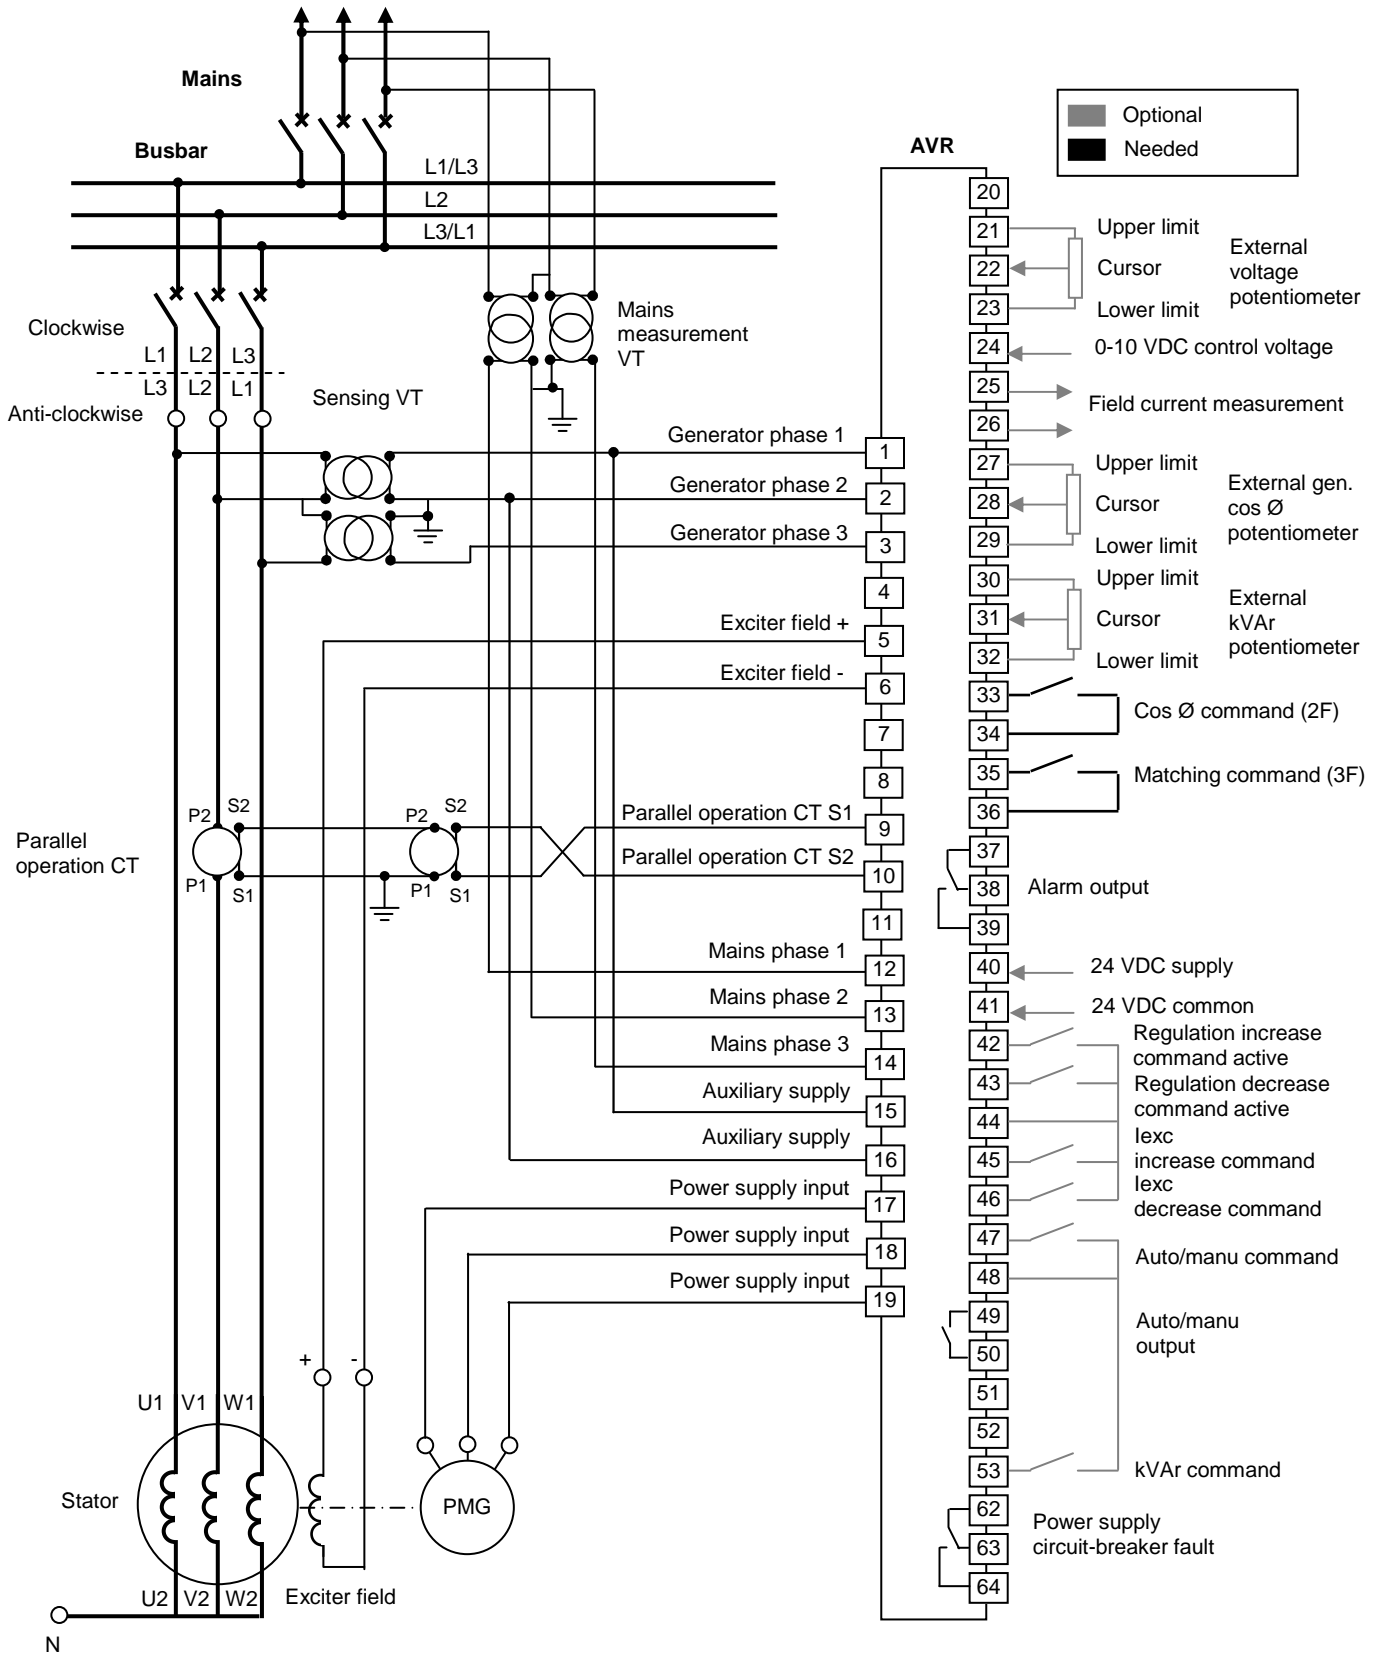 Mains
Busbar
L1/L3
L2
L3/L1
Clockwise
L1 L2 L3
L3 L2 L1
Anti-clockwise
Sensing VT
Mains
measurement
VT
Generator phase 1
Generator phase 2
Generator phase 3
Exciter field +
Exciter field -
Parallel
operation CT
P2 S2
P1 S1
P2 S2
P1 S1
Parallel operation CT S1
Parallel operation CT S2
Mains phase 1
Mains phase 2
Mains phase 3
Auxiliary supply
Auxiliary supply
Power supply input
Power supply input
Power supply input
+ -
U1 V1 W1
Stator
PMG
U2 V2 W2
Exciter field
N
AVR
1
2
3
4
5
6
7
8
9
10
11
12
13
14
15
16
17
18
19
20
21
22
23
24
25
26
27
28
29
30
31
32
33
34
35
36
37
38
39
40
41
42
43
44
45
46
47
48
49
50
51
52
53
62
63
64
Optional
Needed
Upper limit
Cursor
Lower limit
External
voltage
potentiometer
0-10 VDC control voltage
Field current measurement
Upper limit
Cursor
Lower limit
External gen.
cos Ø
potentiometer
Upper limit
Cursor
Lower limit
External
kVAr
potentiometer
Cos Ø command (2F)
Matching command (3F)
Alarm output
24 VDC supply
24 VDC common
Regulation increase
command active
Regulation decrease
command active
Iexc
increase command
Iexc
decrease command
Auto/manu command
Auto/manu
output
kVAr command
Power supply
circuit-breaker fault